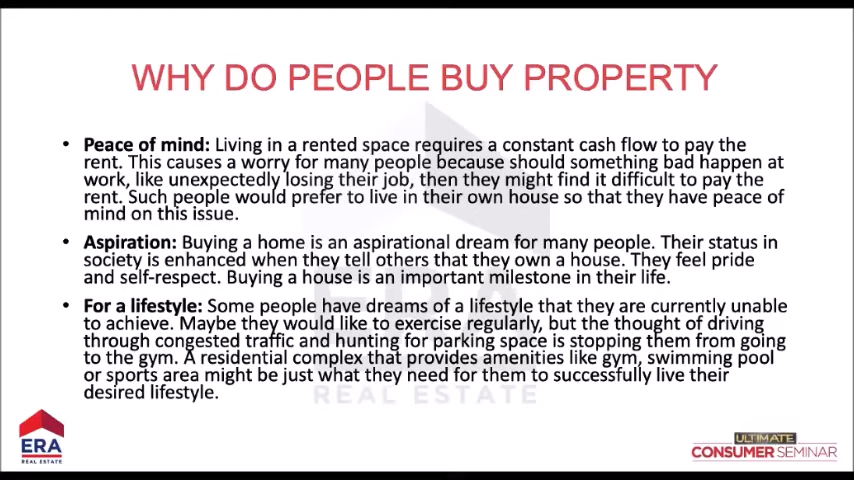 WHY DO PEOPLE BUY PROPERTY
• Peace of mind: Living in a rented space requires a constant cash flow to pay the
rent. This causes a worry for many people because should something bad happen at
work, like unexpectedly losing their job, then they might find it difficult to pay the
rent. Such people would prefer to live in their own house so that they have peace of
mind on this issue.
• Aspiration: Buying a home is an aspirational dream for many people. Their status in
society is enhanced when they tell others that they own a house. They feel pride
and self-respect. Buying a house is an important milestone in their life.
• For a lifestyle: Some people have dreams of a lifestyle that they are currently unable
to achieve. Maybe they would like to exercise regularly, but the thought of driving
through congested traffic and hunting for parking space is stopping them from going
to the gym. A residential complex that provides amenities like gym, swimming pool
or sports area might be just what they need for them to successfully live their
desired lifestyle.
ERA
REAL ESTATE
ERA
REAL ESTATE
ULTIMATE
CONSUMER SEMINAR